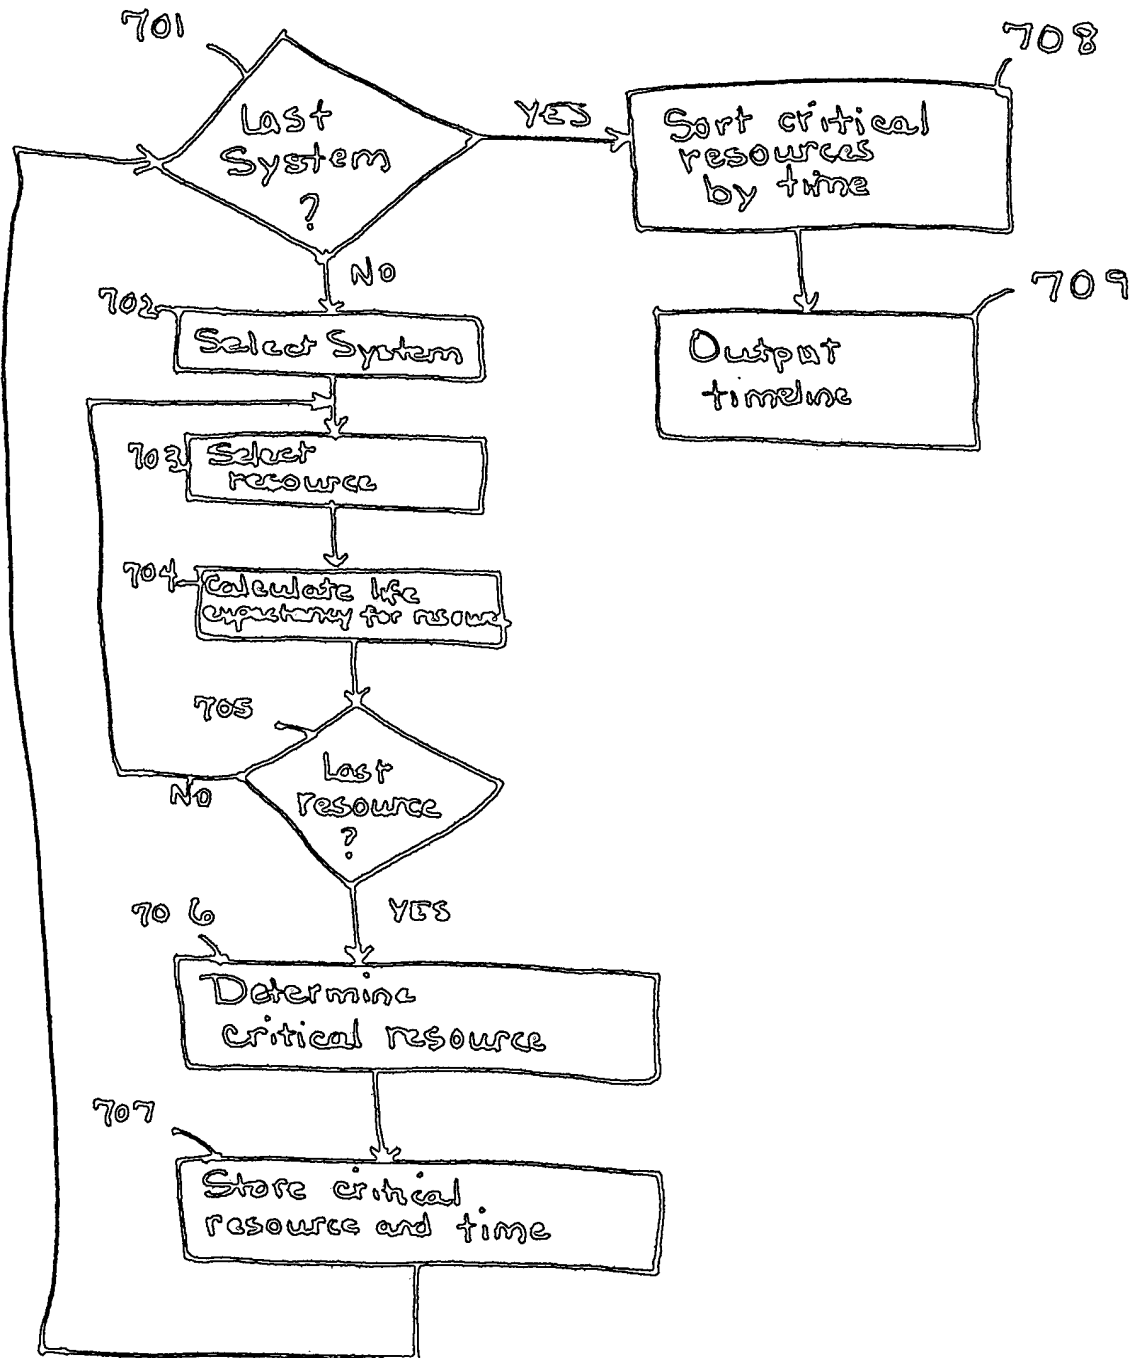 701
Last
System
?
YES
708
Sort critical
resources
by time
NO
702
Select System
709
Output
timeline
703
Select
resource
704
Calculate life
expectancy for resource
705
Last
resource
?
NO
YES
706
Determine
critical resource
707
Store critical
resource and time